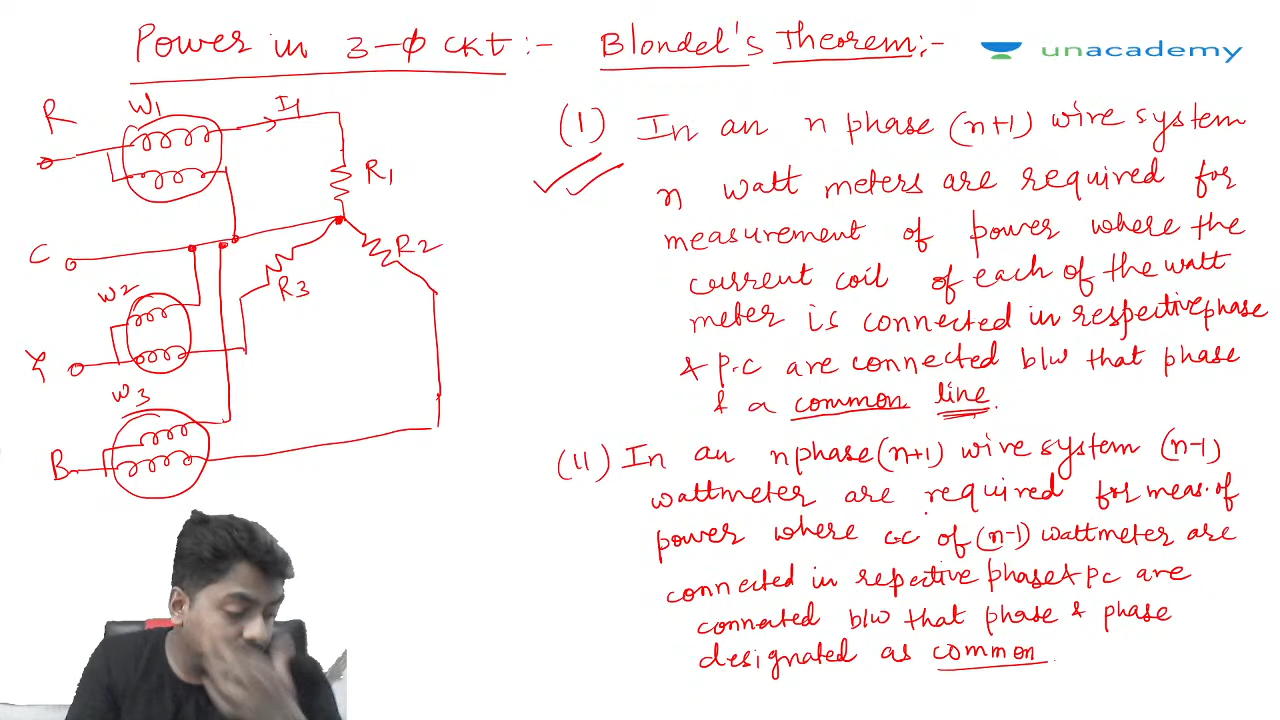 Power in 3-ϕ CKT:- Blondel's Theorem:-
unacademy
R
W1
I1
R1
C
R2
R3
W2
Y
W3
B
(I) In an n phase (n+1) wire system
n watt meters are required for
measurement of power where the
current coil of each of the watt
meter is connected in respective phase
& P.C are connected b/w that phase
& a common line.
(II) In an n phase (n+1) wire system (n-1)
wattmeter are required for meas. of
power where c.c of (n-1) wattmeter are
connected in repective phase & pc are
connected b/w that phase & phase
designated as common.